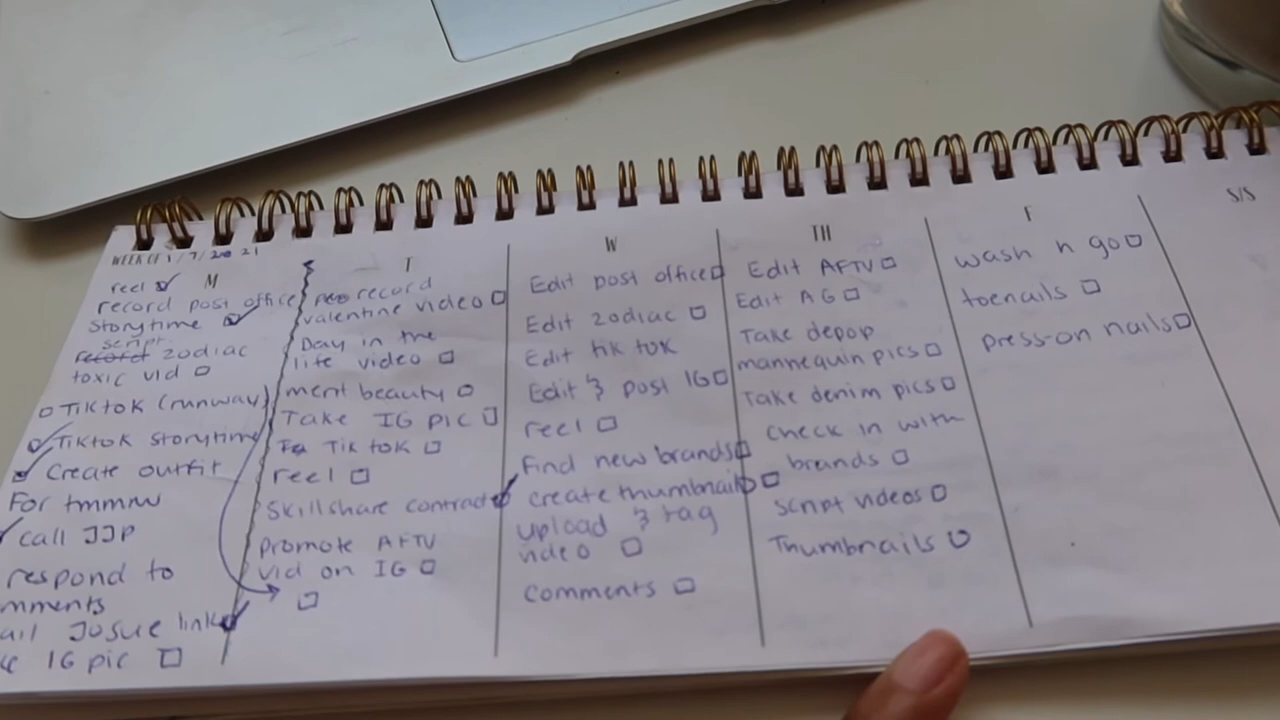 WEEK OF 1/7/2021
M
reel
record post office
storytime
script
record zodiac
toxic vid
TikTok (runway)
TikTok storytime
Create outfit
For tmmrw
call JJP
respond to
mments
ail Josue link
IG pic
T
record
valentine video
Day in the
life video
ment beauty
Take IG pic
Tik tok
reel
Skillshare contract
promote AFTV
vid on IG
W
Edit post office
Edit zodiac
Edit tik tok
Edit & post IG
reel
Find new brands
create thumbnail
upload & tag
video
comments
TH
Edit AFTV
Edit AG
Take depop
mannequin pics
Take denim pics
check in with
brands
script videos
Thumbnails
F
wash n go
toenails
press-on nails
S/S